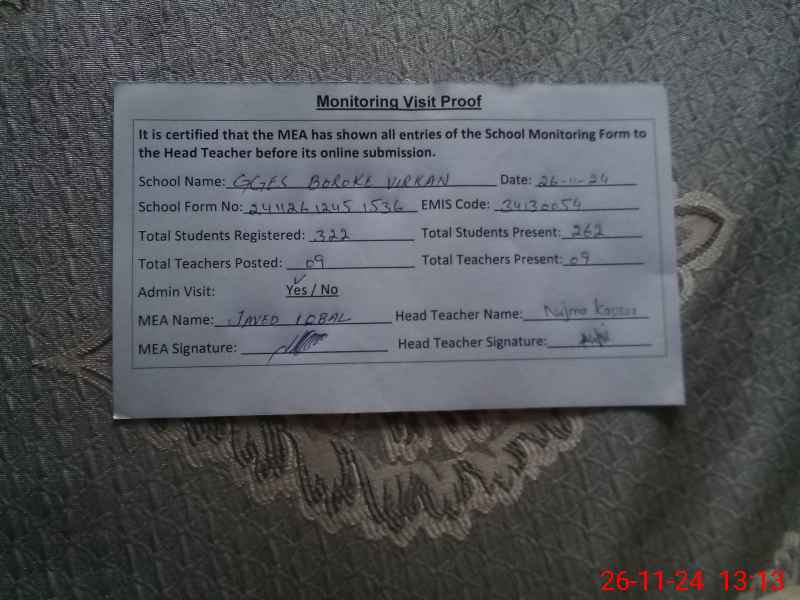 Monitoring Visit Proof
It is certified that the MEA has shown all entries of the School Monitoring Form to
the Head Teacher before its online submission.
School Name: GGES BOROKE VIRKAN Date: 26-11-24
School Form No: 241126 1245 1536 EMIS Code: 34130054
Total Students Registered: 322 Total Students Present: 262
Total Teachers Posted: 09 Total Teachers Present: 09
Admin Visit: Yes / No
MEA Name: JAVED IQBAL Head Teacher Name: Najma
MEA Signature: Head Teacher Signature:
26-11-24 13:13